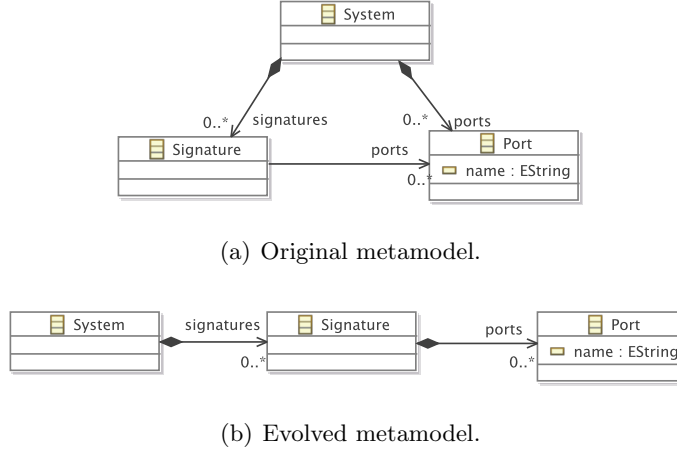 System
0..*
signatures
0..*
ports
Signature
ports
0..*
Port
name : EString
(a) Original metamodel.
System
signatures
0..*
Signature
ports
0..*
Port
name : EString
(b) Evolved metamodel.